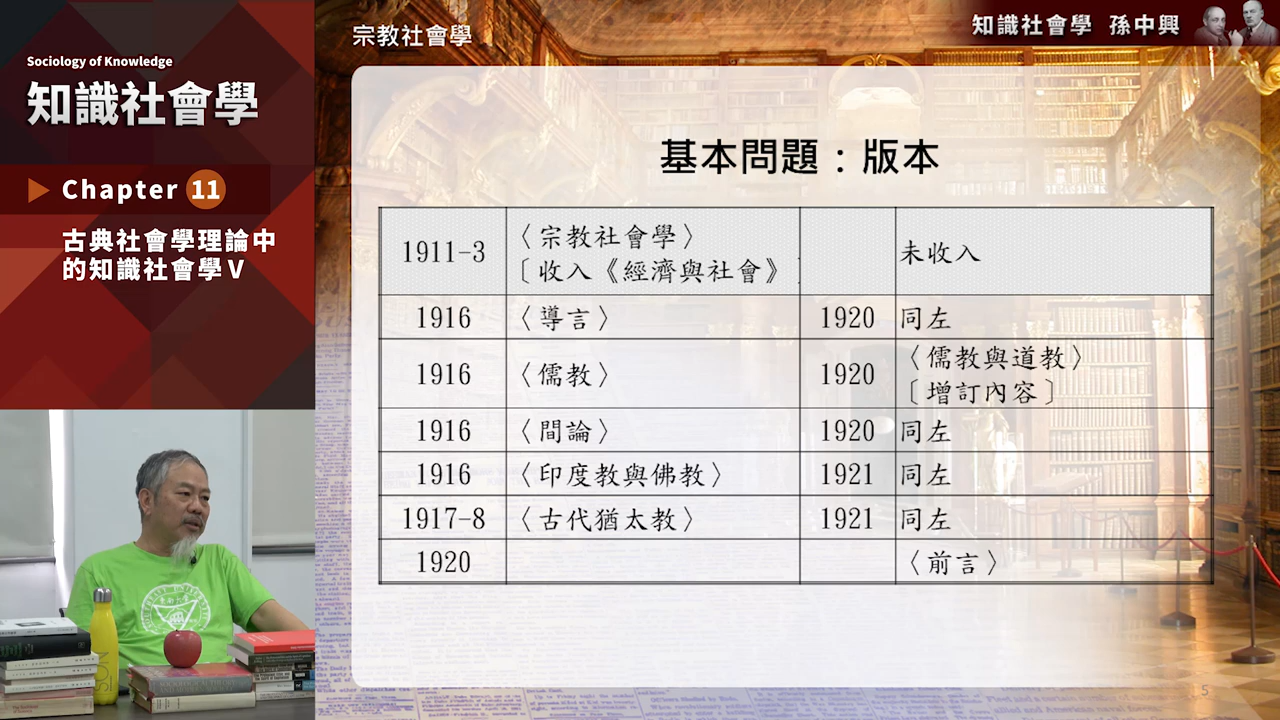 Sociology of Knowledge
知識社會學
Chapter 11
古典社會學理論中
的知識社會學Ⅴ
宗教社會學
知識社會學 孫中興
基本問題：版本
1911-3 〈宗教社會學〉 未收入
〔收入《經濟與社會》
1916 〈導言〉 1920 同左
1916 〈儒教〉 1920 〈儒教與道教〉
〔增訂內容〕
1916 〈間論〉 1920 同左
1916 〈印度教與佛教〉 1921 同左
1917-8 〈古代猶太教〉 1921 同左
1920 〈前言〉
5